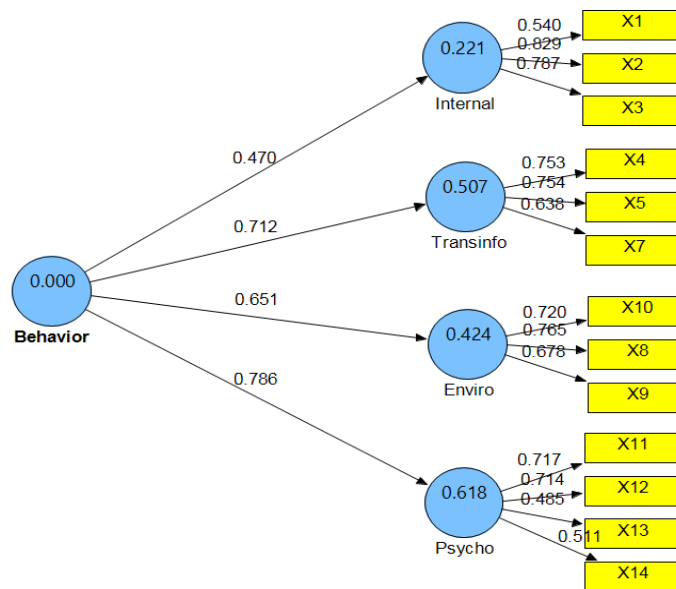 0.540
X1
0.829
0.221
X2
0.787
Internal
X3
0.470
0.753
X4
0.754
0.507
X5
0.638
Transinfo
X7
0.712
0.000
Behavior
0.651
0.720
X10
0.765
0.424
X8
0.678
Enviro
X9
0.786
0.717
X11
0.714
0.618
X12
0.485
Psycho
X13
0.511
X14